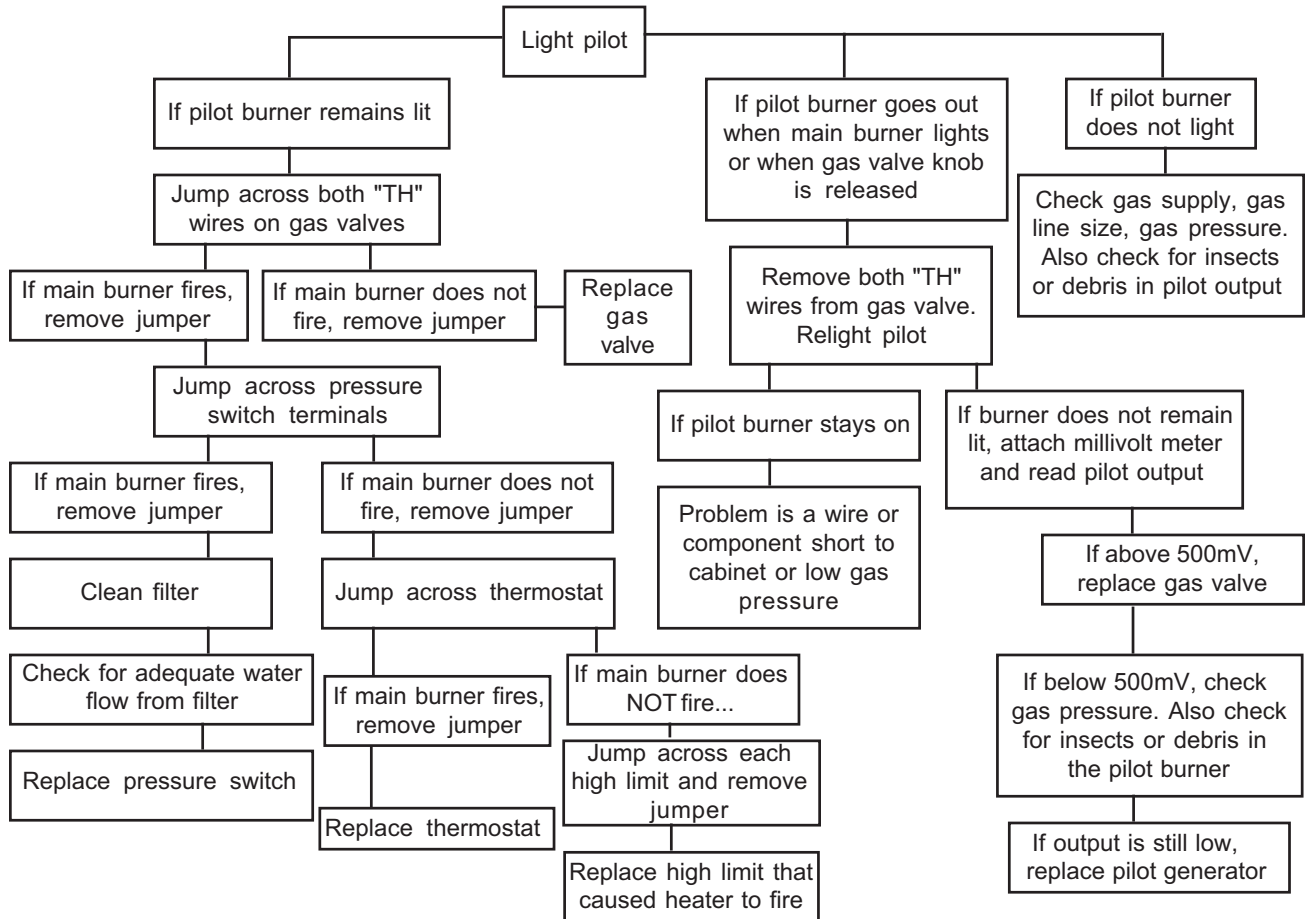 Light pilot
If pilot burner remains lit
If pilot burner goes out
when main burner lights
or when gas valve knob
is released
If pilot burner
does not light
Jump across both "TH"
wires on gas valves
Check gas supply, gas
line size, gas pressure.
Also check for insects
or debris in pilot output
If main burner fires,
remove jumper
If main burner does not
fire, remove jumper
Replace
gas
valve
Remove both "TH"
wires from gas valve.
Relight pilot
Jump across pressure
switch terminals
If pilot burner stays on
If burner does not remain
lit, attach millivolt meter
and read pilot output
If main burner fires,
remove jumper
If main burner does not
fire, remove jumper
Problem is a wire or
component short to
cabinet or low gas
pressure
If above 500mV,
replace gas valve
Clean filter
Jump across thermostat
Check for adequate water
flow from filter
If main burner fires,
remove jumper
If main burner does
NOT fire...
If below 500mV, check
gas pressure. Also check
for insects or debris in
the pilot burner
Replace pressure switch
Jump across each
high limit and remove
jumper
Replace thermostat
If output is still low,
replace pilot generator
Replace high limit that
caused heater to fire